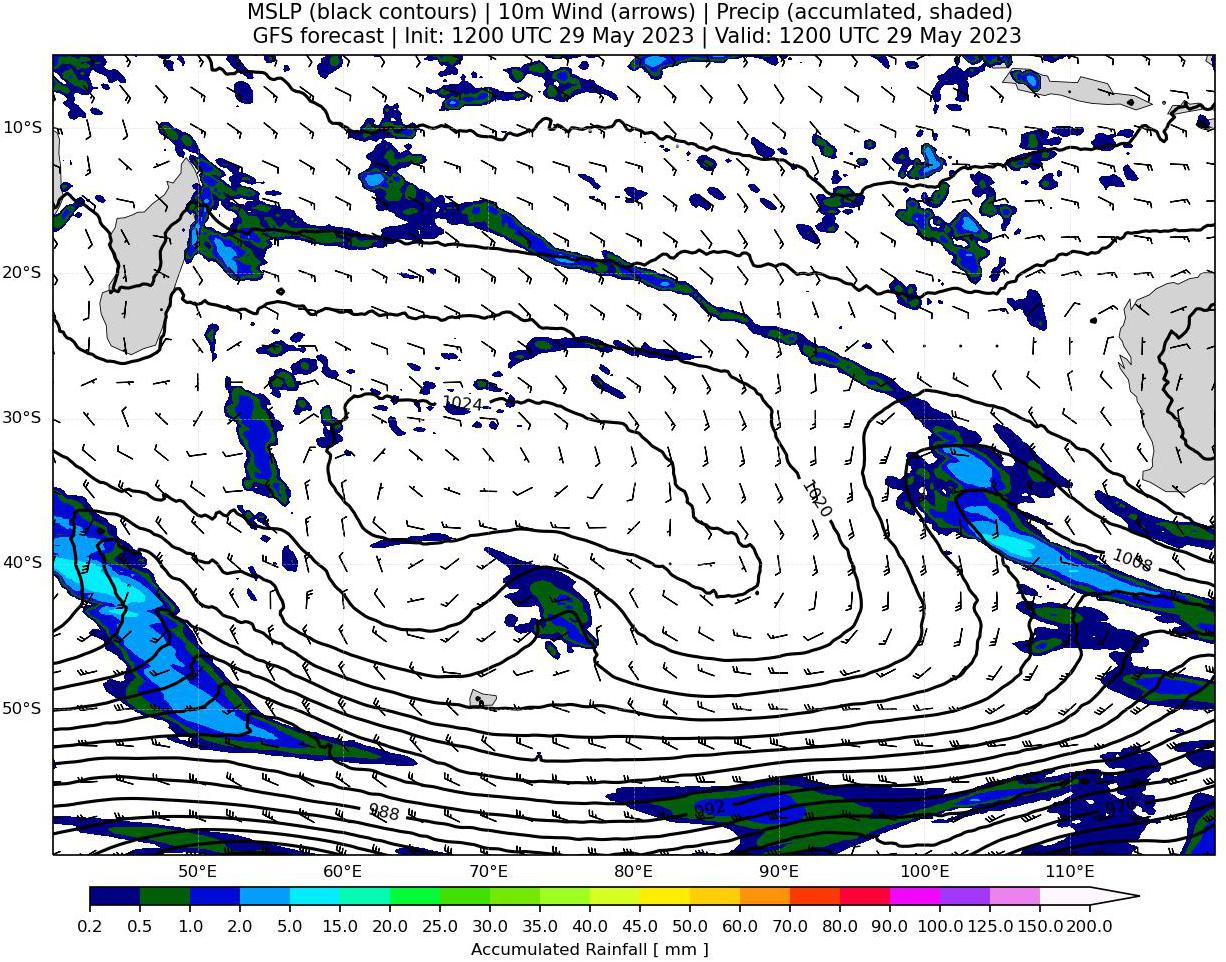 MSLP (black contours) | 10m Wind (arrows) | Precip (accumlated, shaded)
GFS forecast | Init: 1200 UTC 29 May 2023 | Valid: 1200 UTC 29 May 2023
10°S
20°S
30°S
1024
1020
40°S
1008
50°S
988
992
976
50°E 60°E 70°E 80°E 90°E 100°E 110°E
0.2 0.5 1.0 2.0 5.0 10.0 15.0 20.0 25.0 30.0 35.0 40.0 45.0 50.0 60.0 70.0 80.0 90.0 100.0 125.0 150.0 200.0
Accumulated Rainfall [ mm ]